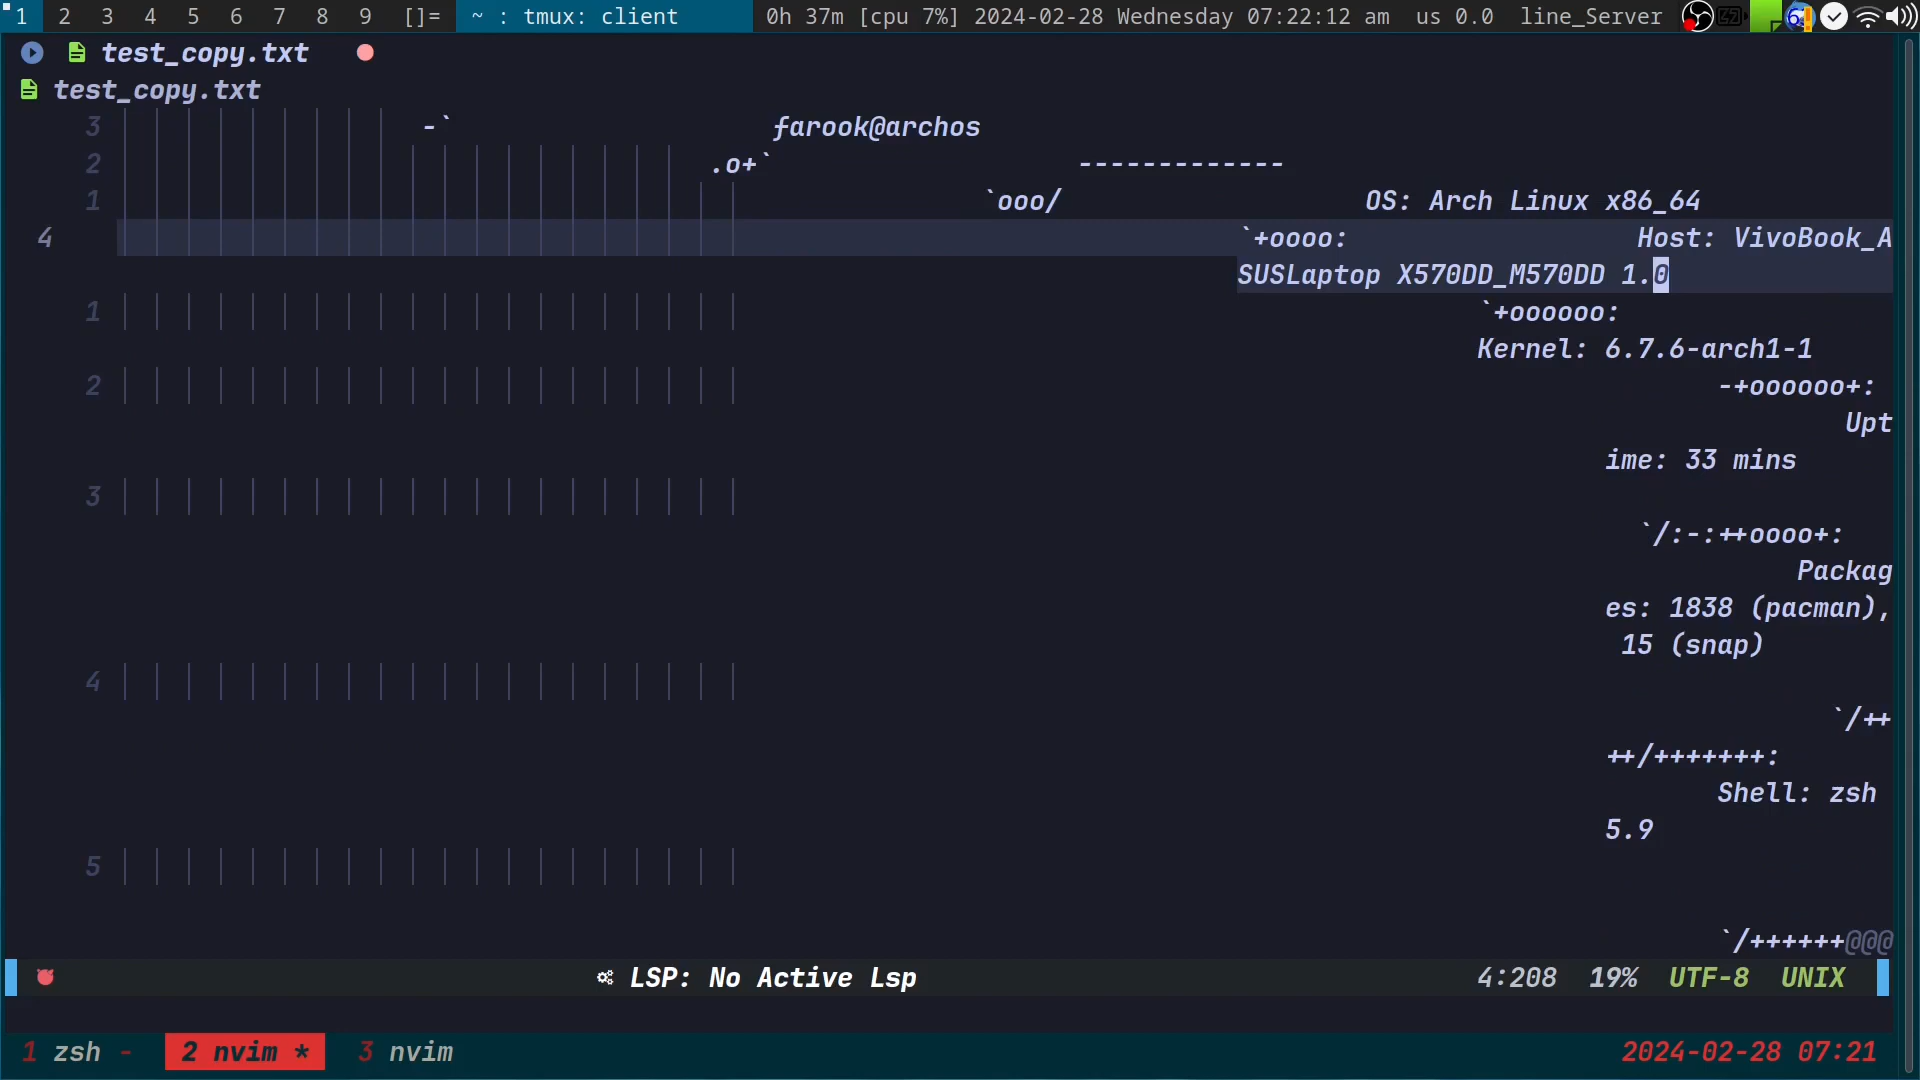 1 2 3 4 5 6 7 8 9 []= ~ : tmux: client 0h 37m [cpu 7%] 2024-02-28 Wednesday 07:22:12 am us 0.0 line_Server
test_copy.txt
test_copy.txt
3 -` farook@archos
2 .o+` -------------
1 `ooo/ OS: Arch Linux x86_64
4 `+oooo: Host: VivoBook_A
SUSLaptop X570DD_M570DD 1.0
1 `+oooooo:
Kernel: 6.7.6-arch1-1
2 -+oooooo+:
Upt
ime: 33 mins
3
`/:-:++oooo+:
Packag
es: 1838 (pacman),
15 (snap)
4
`/++
++/+++++++:
Shell: zsh
5.9
5
`/++++++@@@
LSP: No Active Lsp 4:208 19% UTF-8 UNIX
1 zsh - 2 nvim * 3 nvim 2024-02-28 07:21